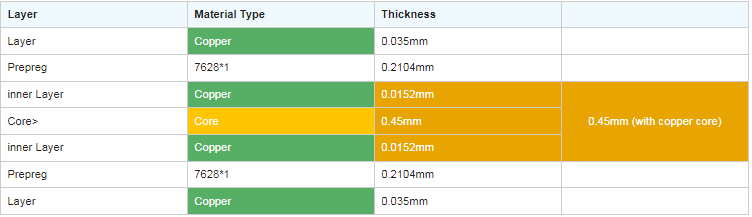 Layer Material Type Thickness
Layer Copper 0.035mm
Prepreg 7628*1 0.2104mm
inner Layer Copper 0.0152mm
Core> Core 0.45mm 0.45mm (with copper core)
inner Layer Copper 0.0152mm
Prepreg 7628*1 0.2104mm
Layer Copper 0.035mm